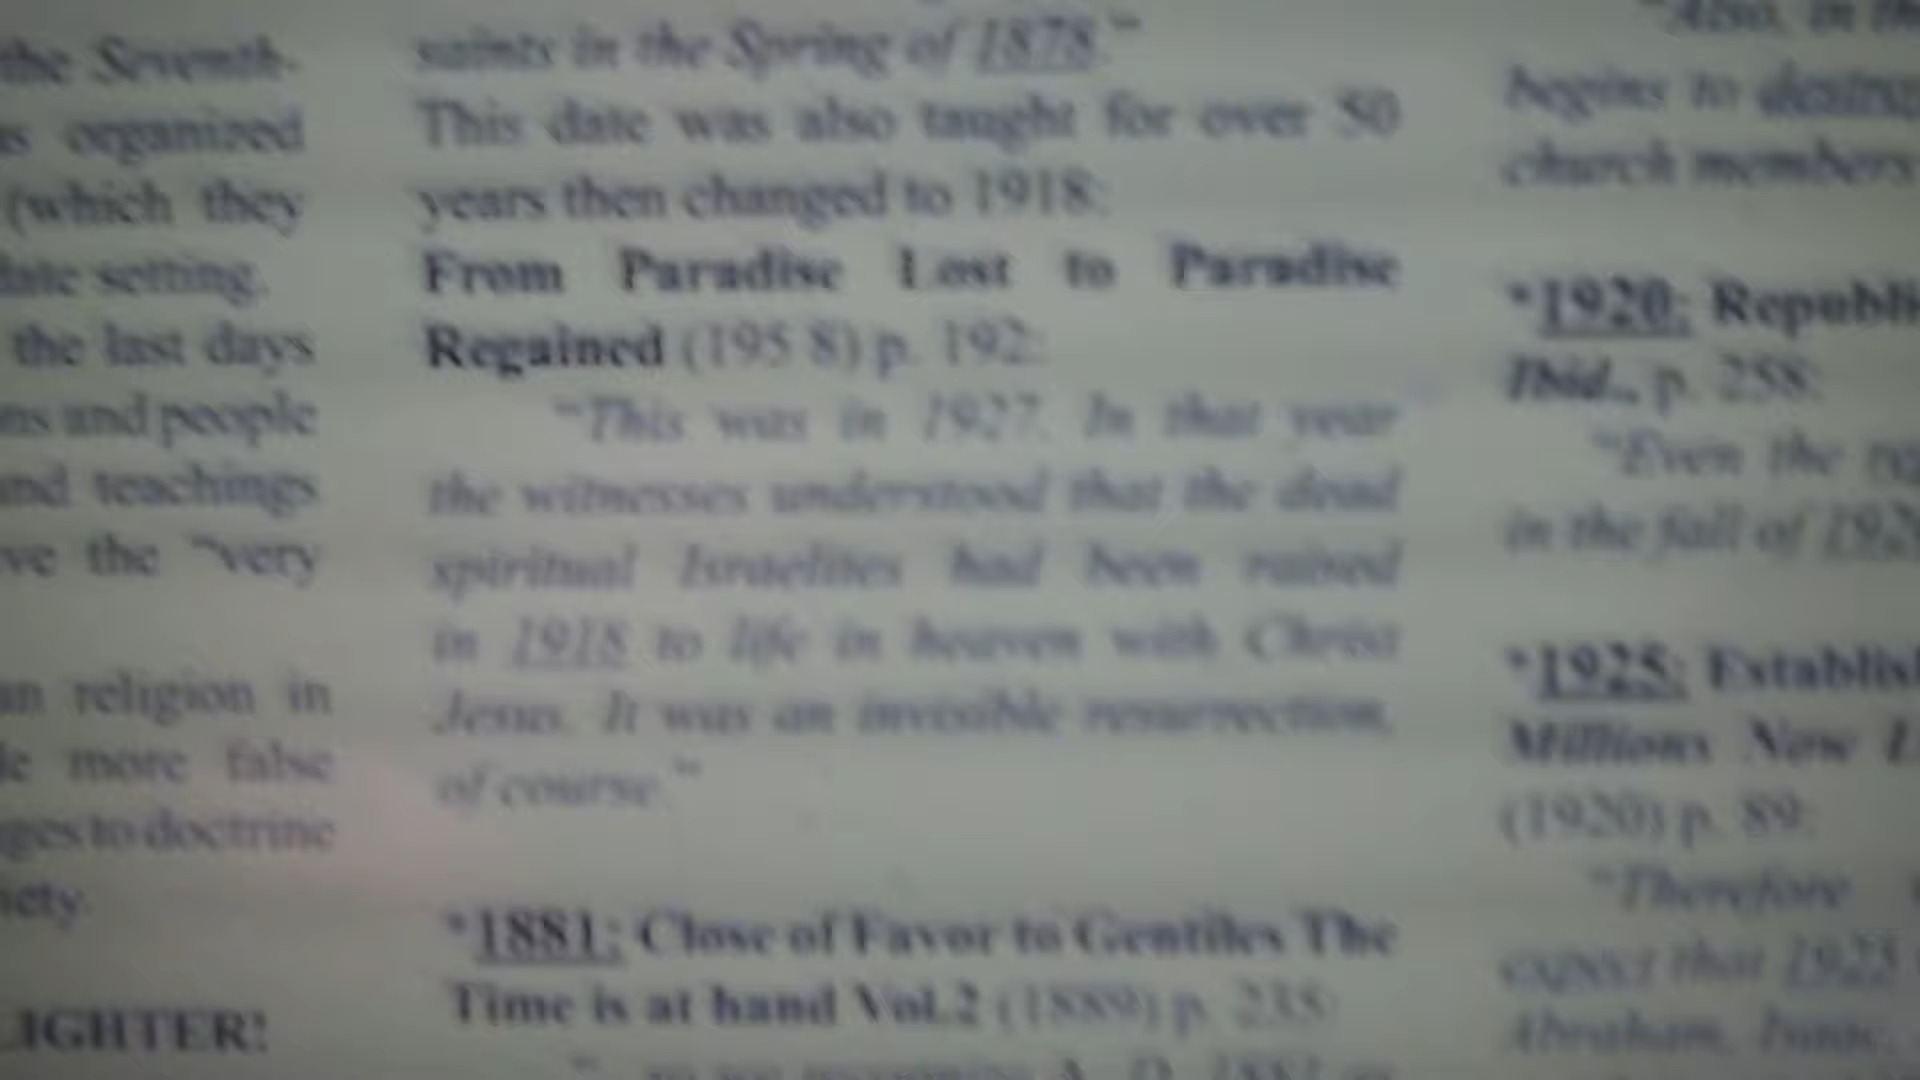 the Seventh-
organized
(which they
date setting.
the last days
and people
and teachings
the "very
religion in
more false
to doctrine
IGHTER!
saints in the Spring of 1878."
This date was also taught for over 50
years then changed to 1918:
From Paradise Lost to Paradise
Regained (195 8) p. 192:
"This was in 1927. In that year
the witnesses understood that the dead
spiritual Israelites had been raised
in 1918 to life in heaven with Christ
Jesus. It was an invisible resurrection,
of course."
*1881: Close of Favor to Gentiles The
Time is at hand Vol.2 (1889) p. 235:
A. D. 1881
"Also, in
begins to
church members
*1920:
Ibid., p. 258:
"Even the
in the fall of
*1925:
Millions Now
(1920) p. 89:
"Therefore
expect that 1925
Abraham, Isaac,